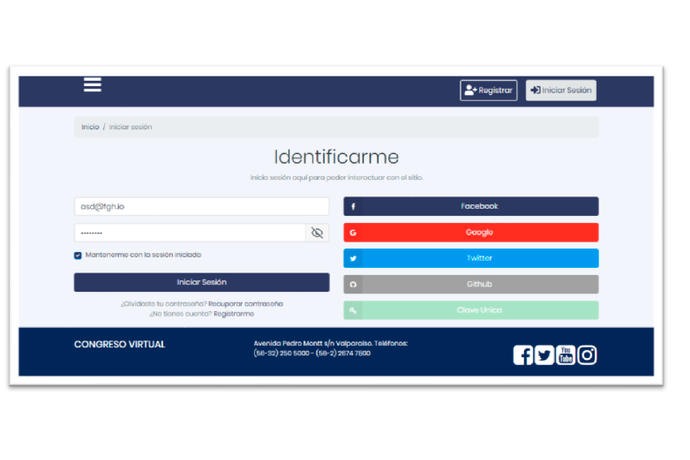 Registrar
Iniciar Sesión
Inicio / Iniciar sesión
Identificarme
Inicia sesión aquí para poder interactuar con el sitio.
asd@fgh.io
••••••••
Mantenerme con la sesión iniciada
Iniciar Sesión
¿Olvidaste tu contraseña? Recuperar contraseña
¿No tienes cuenta? Registrarme
Facebook
Google
Twitter
Github
Clave Unica
CONGRESO VIRTUAL
Avenida Pedro Montt s/n Valparaíso. Teléfonos:
(56-32) 250 5000 - (56-2) 2674 7800
You
Tube